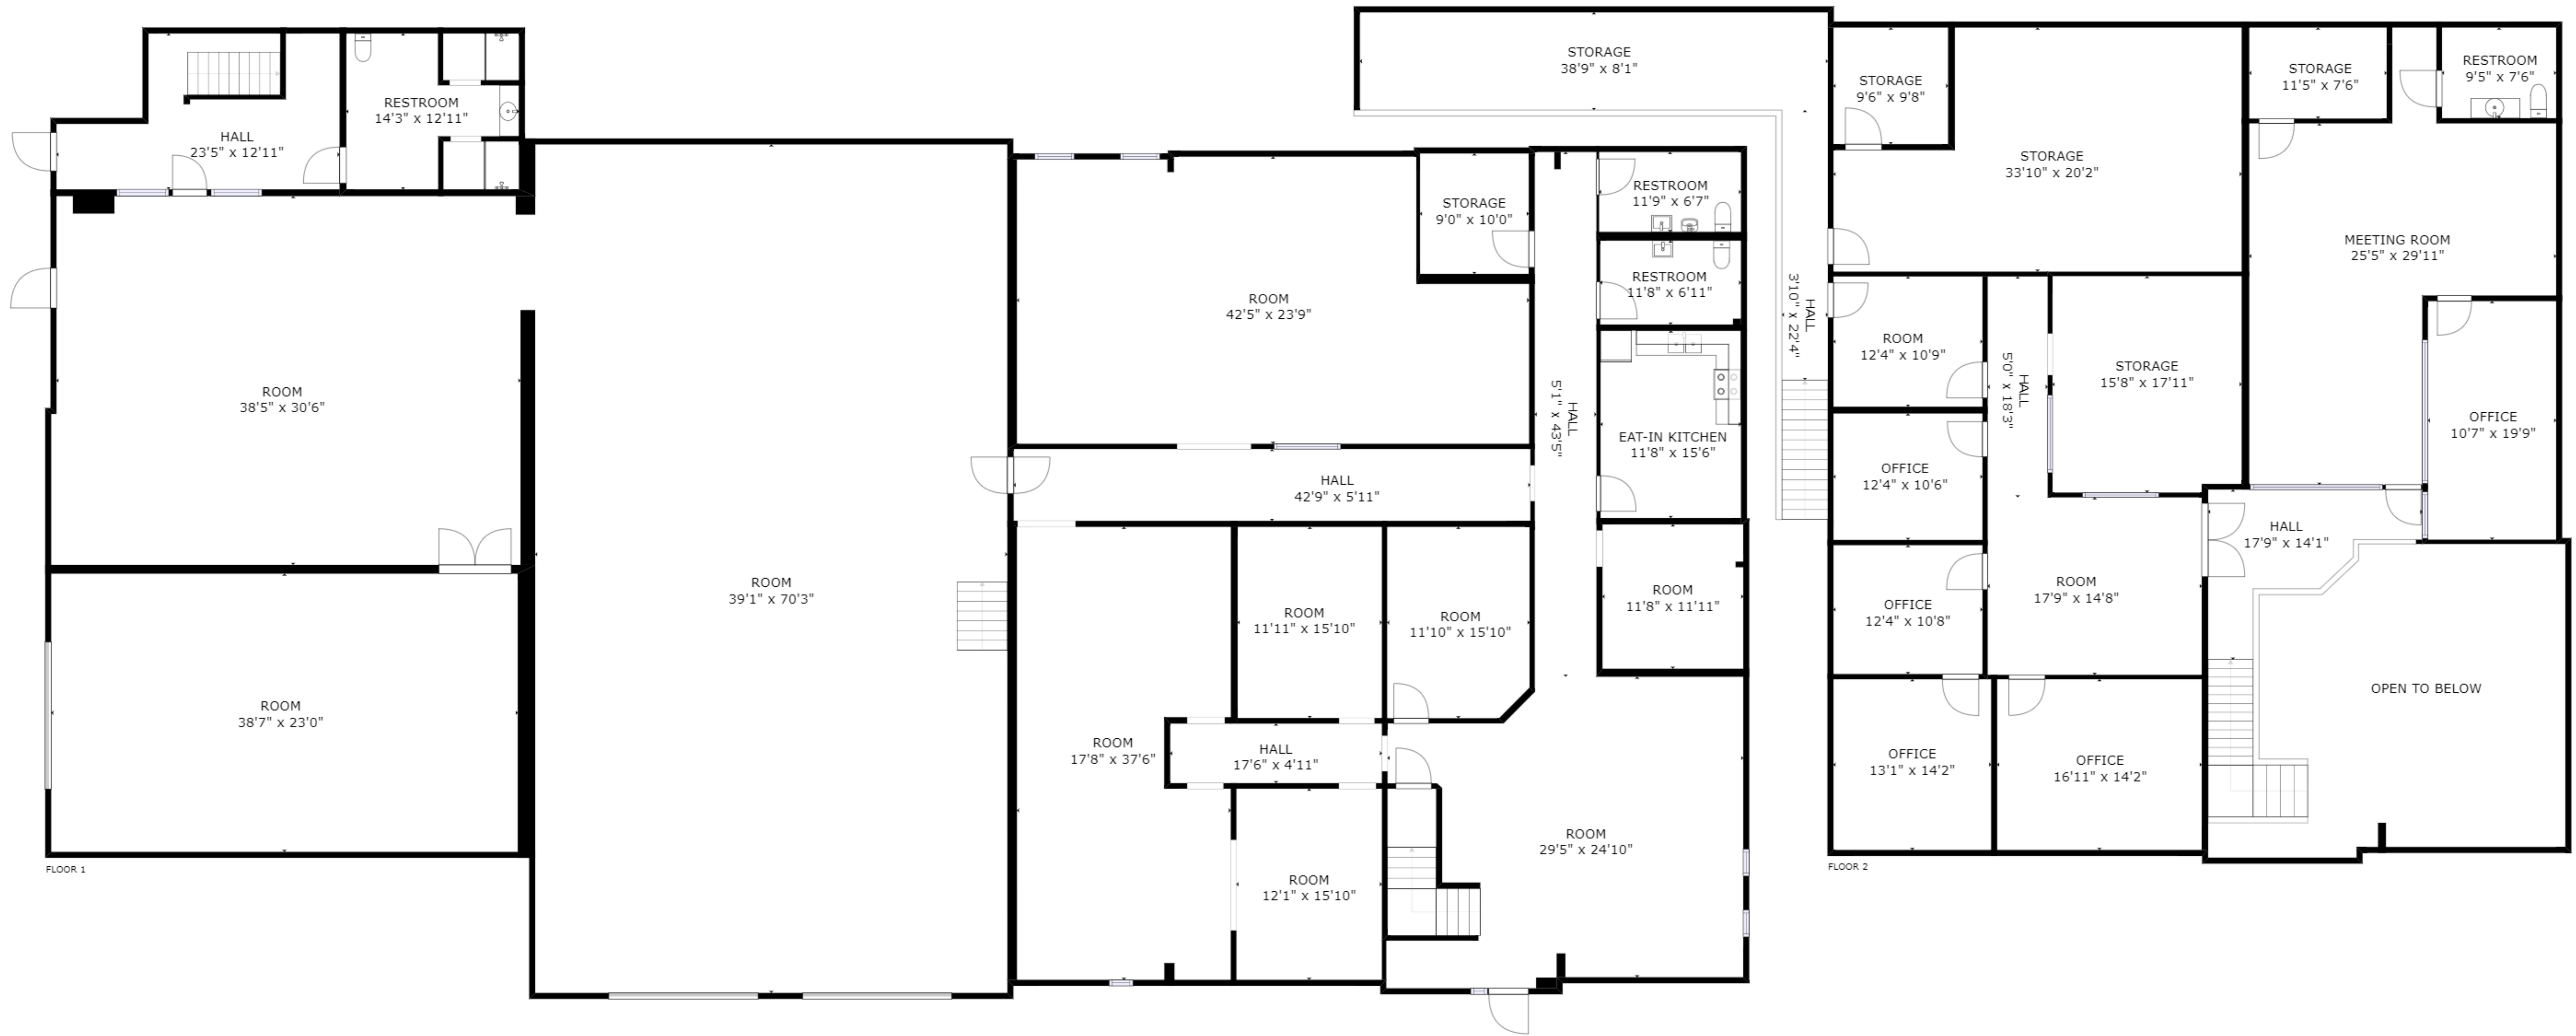 RESTROOM
14'3" x 12'11"
HALL
23'5" x 12'11"
ROOM
38'5" x 30'6"
ROOM
38'7" x 23'0"
FLOOR 1
ROOM
39'1" x 70'3"
ROOM
42'5" x 23'9"
STORAGE
9'0" x 10'0"
RESTROOM
11'9" x 6'7"
RESTROOM
11'8" x 6'11"
HALL
5'1" x 43'5"
EAT-IN KITCHEN
11'8" x 15'6"
HALL
42'9" x 5'11"
ROOM
11'11" x 15'10"
ROOM
11'10" x 15'10"
ROOM
11'8" x 11'11"
ROOM
17'8" x 37'6"
HALL
17'6" x 4'11"
ROOM
12'1" x 15'10"
ROOM
29'5" x 24'10"
STORAGE
38'9" x 8'1"
HALL
3'10" x 22'4"
STORAGE
9'6" x 9'8"
STORAGE
33'10" x 20'2"
STORAGE
11'5" x 7'6"
RESTROOM
9'5" x 7'6"
MEETING ROOM
25'5" x 29'11"
ROOM
12'4" x 10'9"
HALL
5'0" x 18'3"
STORAGE
15'8" x 17'11"
OFFICE
10'7" x 19'9"
OFFICE
12'4" x 10'6"
HALL
17'9" x 14'1"
OFFICE
12'4" x 10'8"
ROOM
17'9" x 14'8"
OPEN TO BELOW
OFFICE
13'1" x 14'2"
OFFICE
16'11" x 14'2"
FLOOR 2